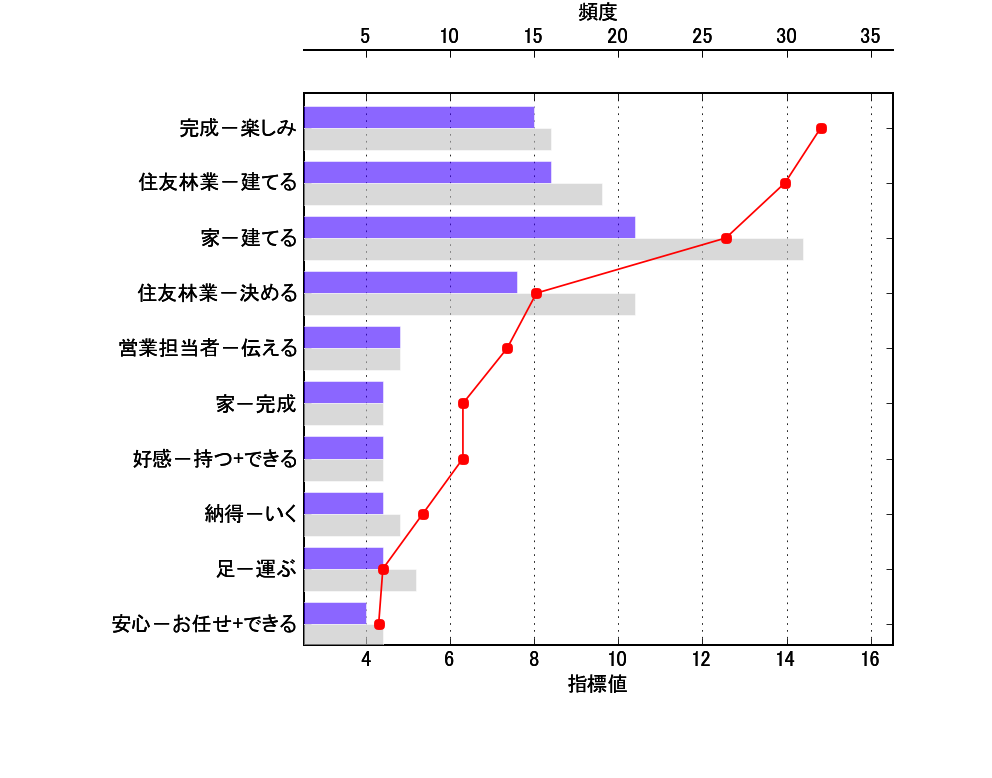 頻度
5 10 15 20 25 30 35
完成－楽しみ
住友林業－建てる
家－建てる
住友林業－決める
営業担当者－伝える
家－完成
好感－持つ+できる
納得－いく
足－運ぶ
安心－お任せ+できる
4 6 8 10 12 14 16
指標値